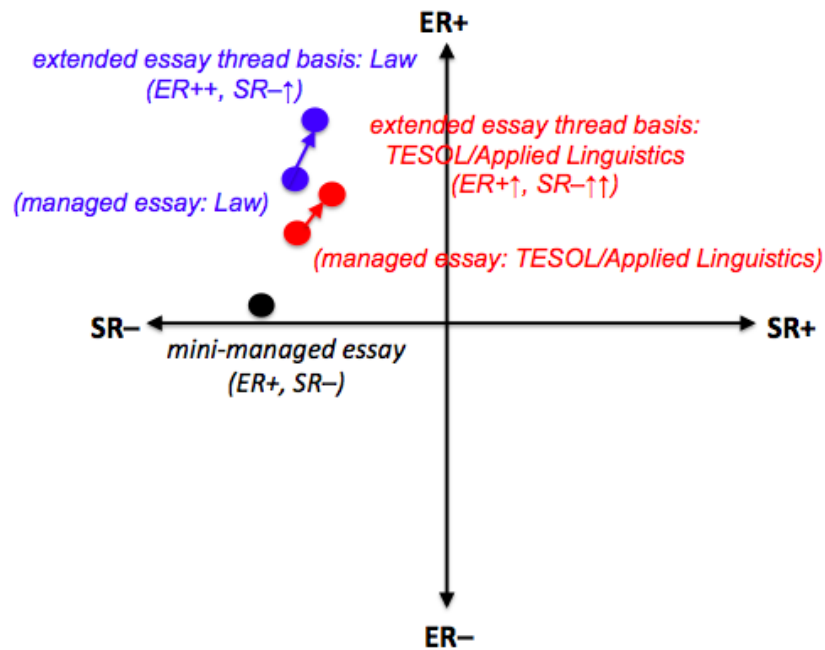 ER+
extended essay thread basis: Law
(ER++, SR–↑)
extended essay thread basis:
TESOL/Applied Linguistics
(ER+↑, SR–↑↑)
(managed essay: Law)
(managed essay: TESOL/Applied Linguistics)
SR–
SR+
mini-managed essay
(ER+, SR–)
ER–